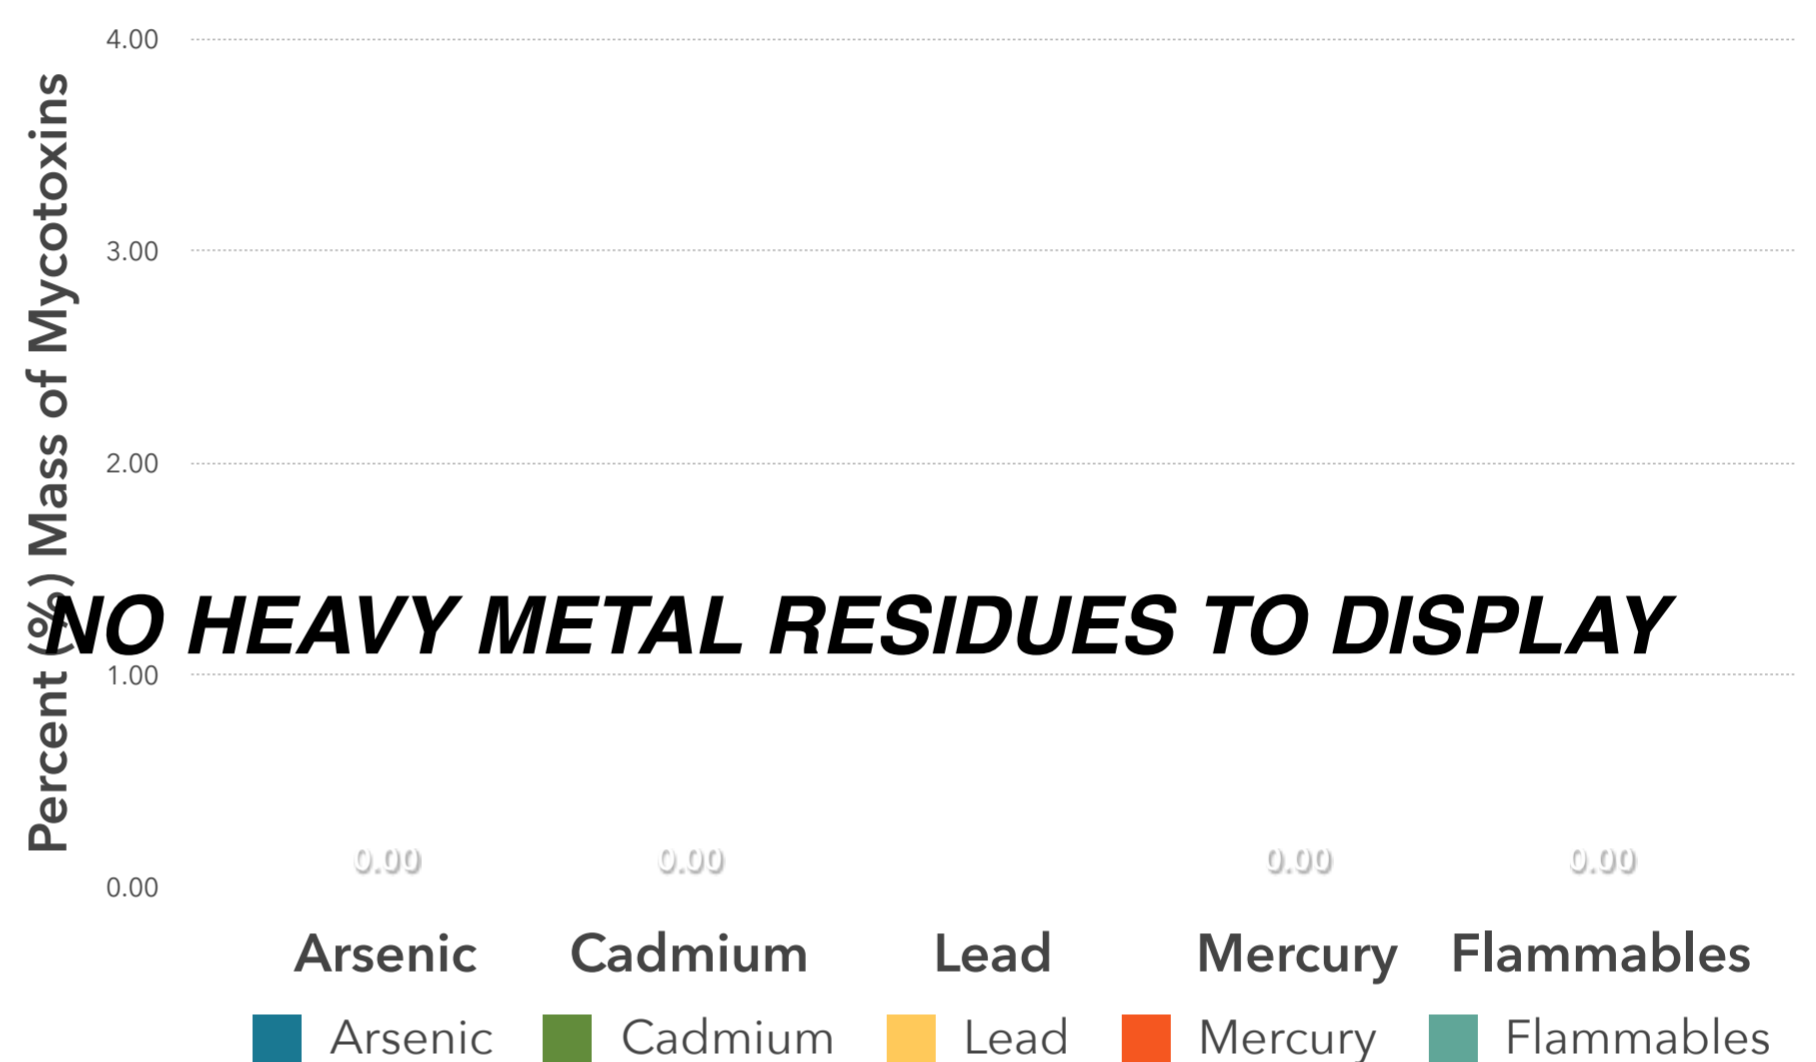 Percent (%) Mass of Mycotoxins
4.00
3.00
2.00
NO HEAVY METAL RESIDUES TO DISPLAY
1.00
0.00 0.00 0.00 0.00
0.00
Arsenic Cadmium Lead Mercury Flammables
Arsenic Cadmium Lead Mercury Flammables